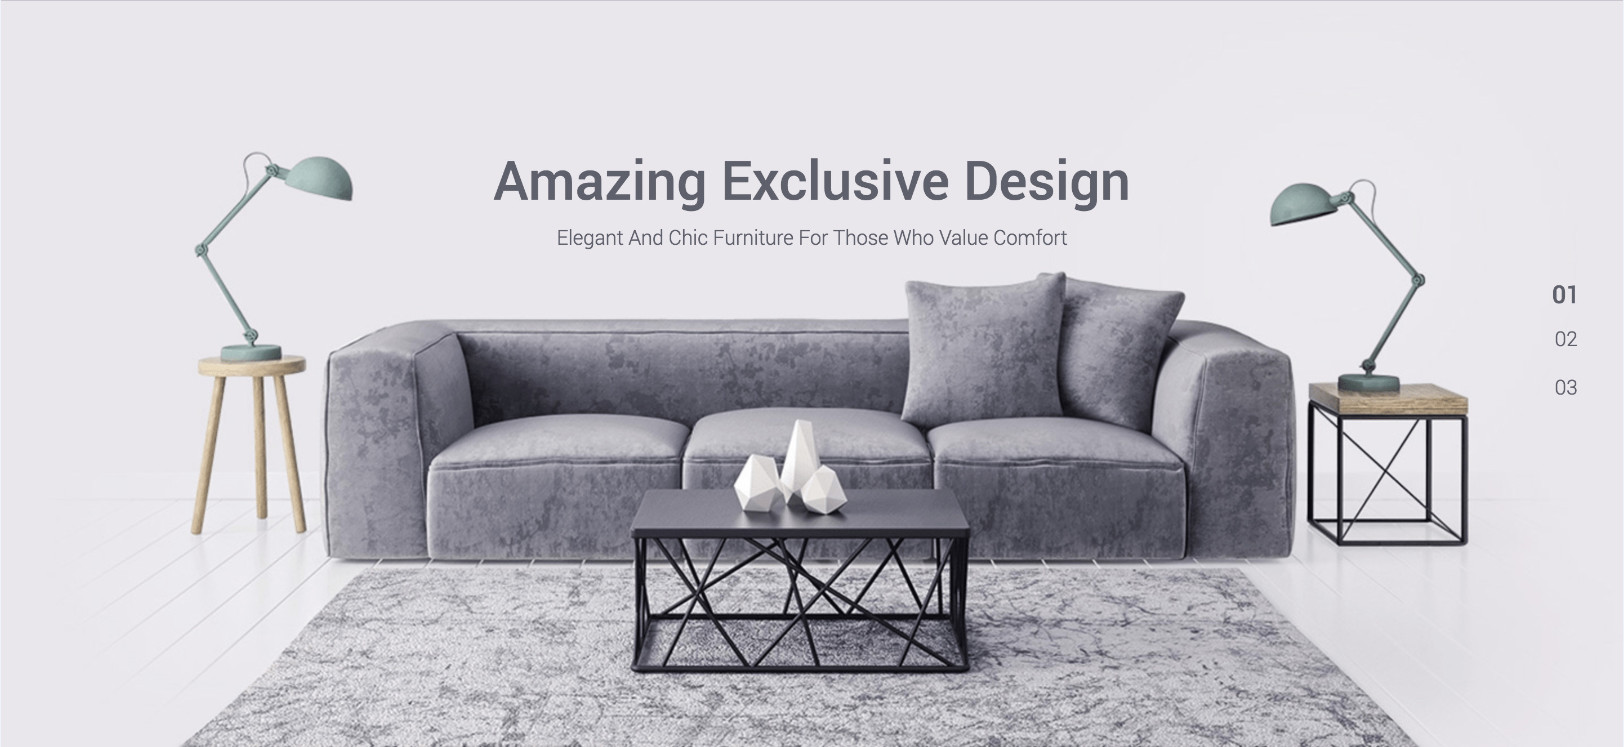 Amazing Exclusive Design
Elegant And Chic Furniture For Those Who Value Comfort
01
02
03